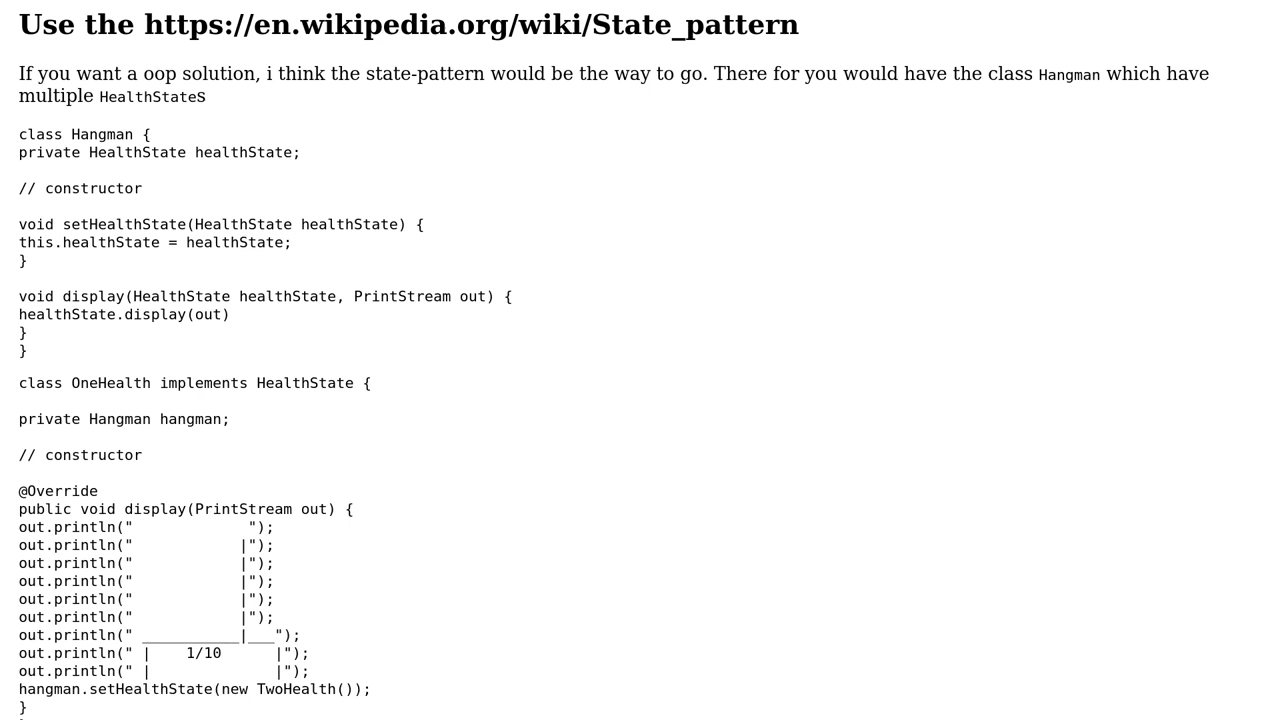 Use the https://en.wikipedia.org/wiki/State_pattern
If you want a oop solution, i think the state-pattern would be the way to go. There for you would have the class Hangman which have
multiple HealthStates
class Hangman {
private HealthState healthState;
// constructor
void setHealthState(HealthState healthState) {
this.healthState = healthState;
}
void display(HealthState healthState, PrintStream out) {
healthState.display(out)
}
}
class OneHealth implements HealthState {
private Hangman hangman;
// constructor
@Override
public void display(PrintStream out) {
out.println("             ");
out.println("            |");
out.println("            |");
out.println("            |");
out.println("            |");
out.println("            |");
out.println(" ___________|___");
out.println(" |    1/10      |");
out.println(" |              |");
hangman.setHealthState(new TwoHealth());
}